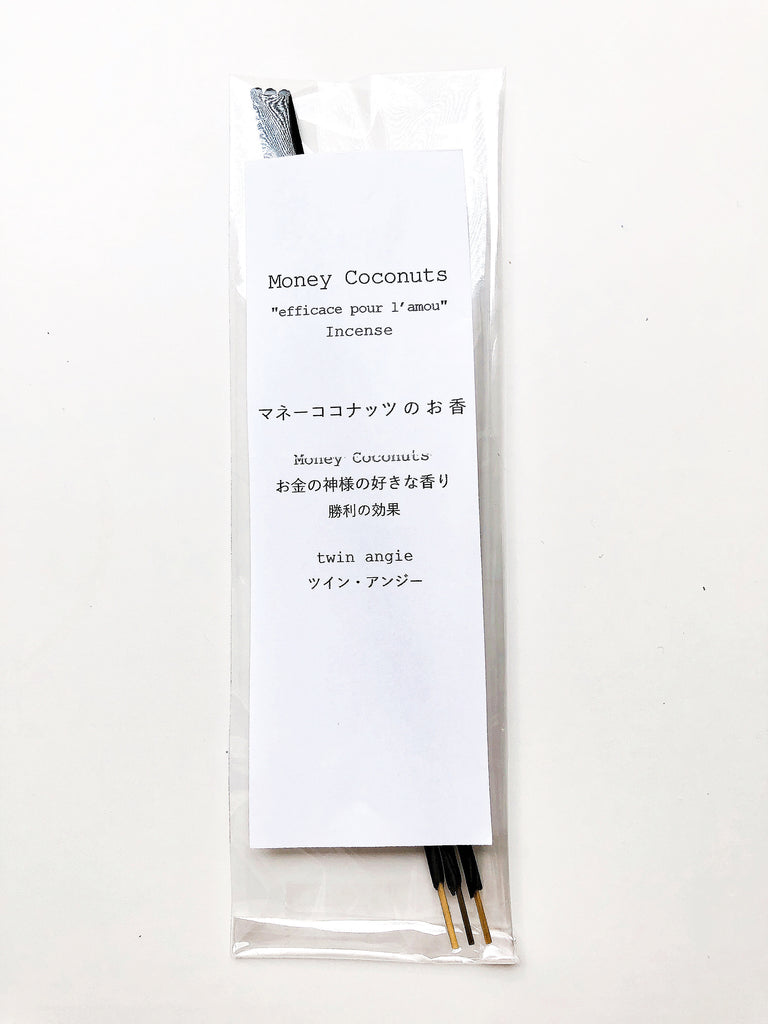 Money Coconuts
"efficace pour l’amou"
Incense
マネーココナッツ の お 香
Money Coconuts
お金の神様の好きな香り
勝利の効果
twin angie
ツイン・アンジー